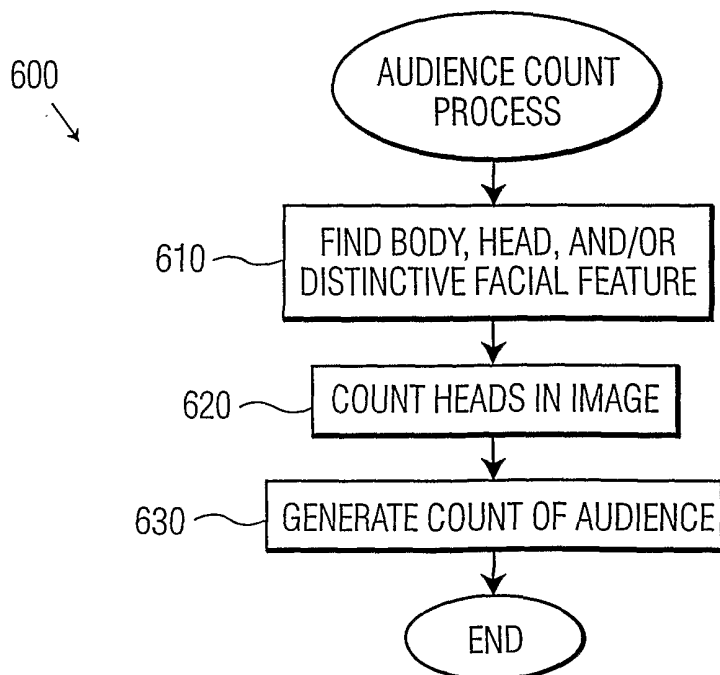 600
AUDIENCE COUNT
PROCESS
610
FIND BODY, HEAD, AND/OR
DISTINCTIVE FACIAL FEATURE
620
COUNT HEADS IN IMAGE
630
GENERATE COUNT OF AUDIENCE
END